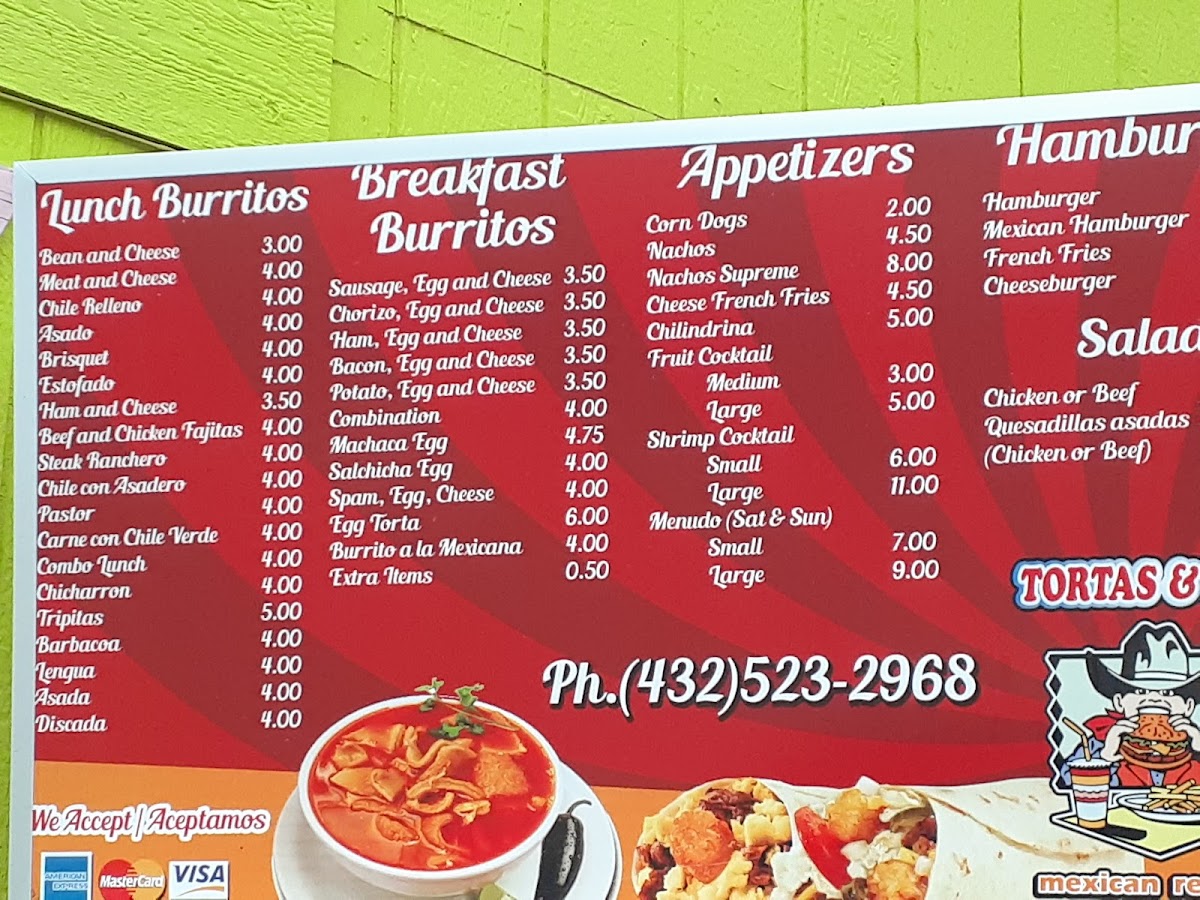 Lunch Burritos
Bean and Cheese 3.00
Meat and Cheese 4.00
Chile Relleno 4.00
Asado 4.00
Brisquet 4.00
Estofado 4.00
Ham and Cheese 3.50
Beef and Chicken Fajitas 4.00
Steak Ranchero 4.00
Chile con Asadero 4.00
Pastor 4.00
Carne con Chile Verde 4.00
Combo Lunch 4.00
Chicharron 4.00
Tripitas 5.00
Barbacoa 4.00
Lengua 4.00
Asada 4.00
Discada 4.00
We Accept/Aceptamos
AMERICAN EXPRESS
MasterCard
VISA
Breakfast
Burritos
Sausage, Egg and Cheese 3.50
Chorizo, Egg and Cheese 3.50
Ham, Egg and Cheese 3.50
Bacon, Egg and Cheese 3.50
Potato, Egg and Cheese 3.50
Combination 4.00
Machaca Egg 4.75
Salchicha Egg 4.00
Spam, Egg, Cheese 4.00
Egg Torta 6.00
Burrito a la Mexicana 4.00
Extra Items 0.50
Appetizers
Corn Dogs 2.00
Nachos 4.50
Nachos Supreme 8.00
Cheese French Fries 4.50
Chilindrina 5.00
Fruit Cocktail
Medium 3.00
Large 5.00
Shrimp Cocktail
Small 6.00
Large 11.00
Menudo (Sat & Sun)
Small 7.00
Large 9.00
Ph.(432)523-2968
Hambur
Hamburger
Mexican Hamburger
French Fries
Cheeseburger
Salad
Chicken or Beef
Quesadillas asadas
(Chicken or Beef)
TORTAS &
mexican re